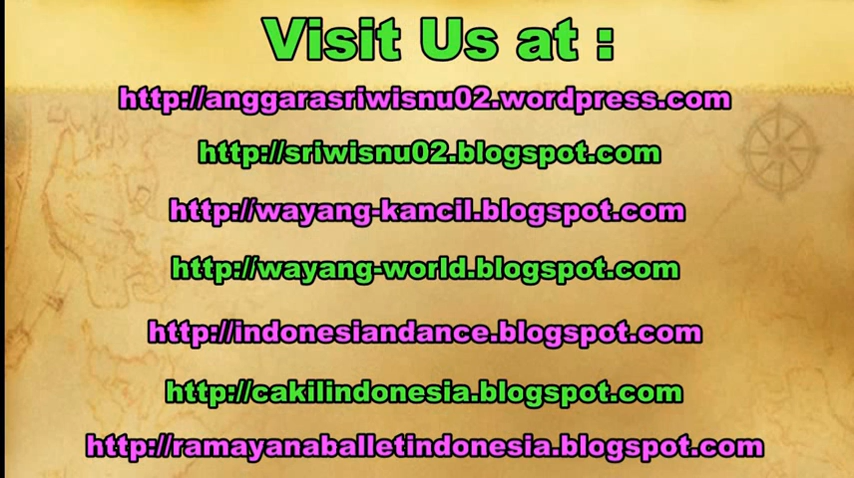 Visit Us at :
http://anggarasriwisnu02.wordpress.com
http://sriwisnu02.blogspot.com
http://wayang-kancil.blogspot.com
http://wayang-world.blogspot.com
http://indonesiandance.blogspot.com
http://cakilindonesia.blogspot.com
http://ramayanaballetindonesia.blogspot.com